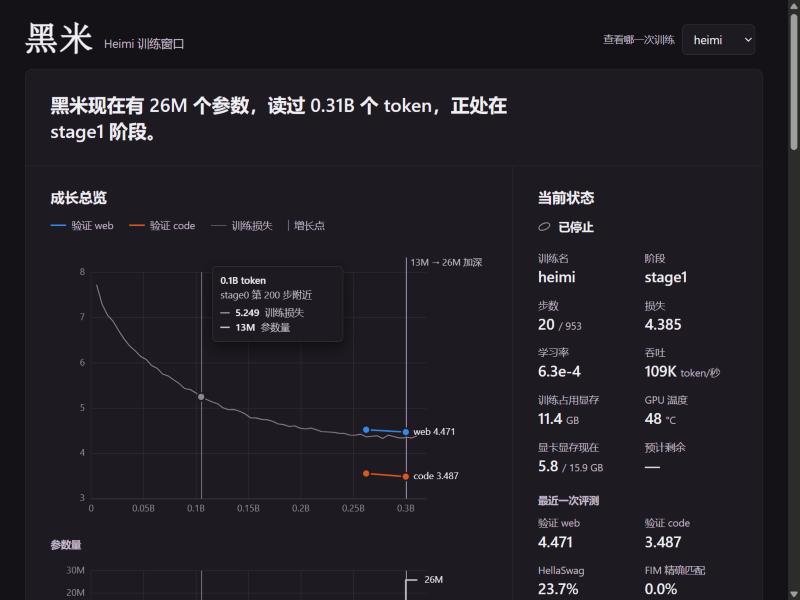 黑米 Heimi 训练窗口
查看哪一次训练 heimi
黑米现在有 26M 个参数，读过 0.31B 个 token，正处在
stage1 阶段。
成长总览
验证 web 验证 code 训练损失 增长点
13M → 26M 加深
8
7
6
5
4
3
0.1B token
stage0 第 200 步附近
5.249 训练损失
13M 参数量
web 4.471
code 3.487
0 0.05B 0.1B 0.15B 0.2B 0.25B 0.3B
参数量
30M
20M
26M
当前状态
已停止
训练名 阶段
heimi stage1
步数 损失
20 / 953 4.385
学习率 吞吐
6.3e-4 109K token/秒
训练占用显存 GPU 温度
11.4 GB 48 °C
显卡显存现在 预计剩余
5.8 / 15.9 GB —
最近一次评测
验证 web 验证 code
4.471 3.487
HellaSwag FIM 精确匹配
23.7% 0.0%